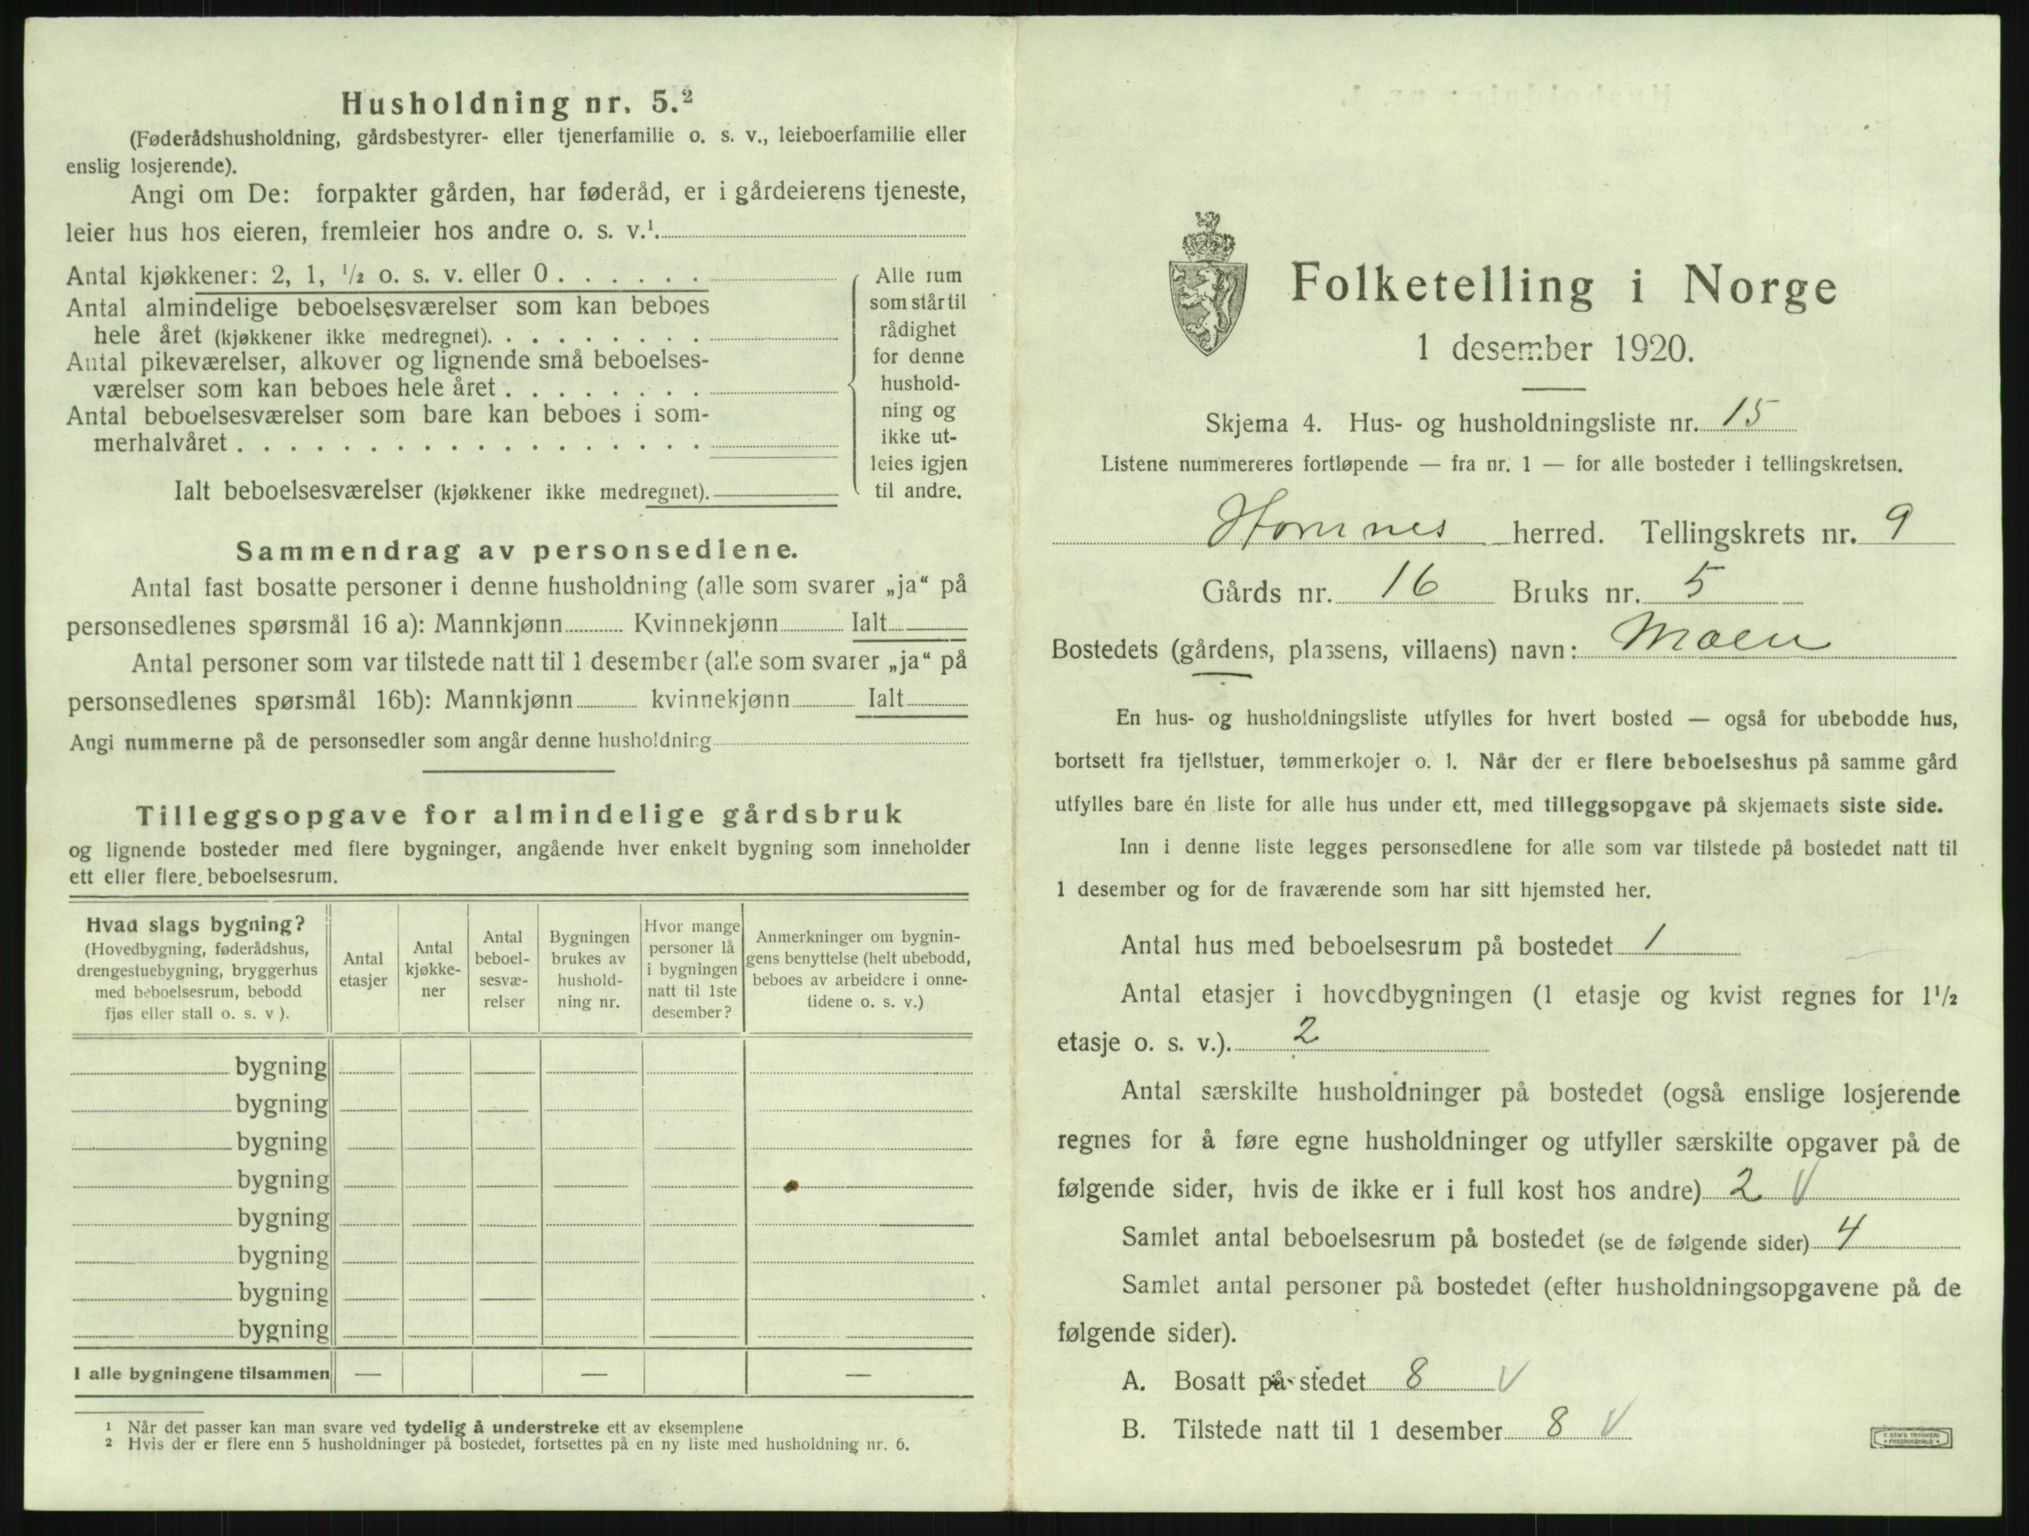 Husholdning nr. 5.²
(Føderådshusholdning, gårdsbestyrer- eller tjenerfamilie o. s. v., leieboerfamilie eller
enslig losjerende).
Angi om De: forpakter gården, har føderåd, er i gårdeierens tjeneste,
leier hus hos eieren, fremleier hos andre o. s. v.¹.
Antal kjøkkener: 2, 1, ½ o. s. v. eller 0 . . . . . .
Antal almindelige beboelsesværelser som kan beboes
hele året (kjøkkener ikke medregnet). . . . . . . . .
Antal pikeværelser, alkover og lignende små beboelses-
værelser som kan beboes hele året . . . . . . . .
Antal beboelsesværelser som bare kan beboes i som-
merhalvåret . . . . . . . . . . . . . . . . . .
Ialt beboelsesværelser (kjøkkener ikke medregnet).
Alle rum
som står til
rådighet
for denne
hushold-
ning og
ikke ut-
leies igjen
til andre.
Sammendrag av personsedlene.
Antal fast bosatte personer i denne husholdning (alle som svarer „ja“ på
personsedlenes spørsmål 16 a): Mannkjønn Kvinnekjønn Ialt
Antal personer som var tilstede natt til 1 desember (alle som svarer „ja“ på
personsedlenes spørsmål 16b): Mannkjønn kvinnekjønn Ialt
Angi nummerne på de personsedler som angår denne husholdning
Tilleggsopgave for almindelige gårdsbruk
og lignende bosteder med flere bygninger, angående hver enkelt bygning som inneholder
ett eller flere beboelsesrum.
Hvad slags bygning?
(Hovedbygning, føderådshus,
drengestuebygning, bryggerhus
med beboelsesrum, bebodd
fjøs eller stall o. s. v ).
Antal
etasjer
Antal
kjøkke-
ner
Antal
beboel-
sesvæ-
relser
Bygningen
brukes av
hushold-
ning nr.
Hvor mange
personer lå
i bygningen
natt til 1ste
desember?
Anmerkninger om bygnin-
gens benyttelse (helt ubebodd,
beboes av arbeidere i onne-
tidene o. s. v.)
bygning
bygning
bygning
bygning
bygning
bygning
bygning
bygning
I alle bygningene tilsammen — — —
¹ Når det passer kan man svare ved tydelig å understreke ett av eksemplene
² Hvis der er flere enn 5 husholdninger på bostedet, fortsettes på en ny liste med husholdning nr. 6.
Folketelling i Norge
1 desember 1920.
Skjema 4. Hus- og husholdningsliste nr. 15
Listene nummereres fortløpende — fra nr. 1 — for alle bosteder i tellingskretsen.
Hornnes herred. Tellingskrets nr. 9
Gårds nr. 16 Bruks nr. 5
Bostedets (gårdens, plassens, villaens) navn: Moen
En hus- og husholdningsliste utfylles for hvert bosted — også for ubebodde hus,
bortsett fra fjellstuer, tømmerkojer o. l. Når der er flere beboelseshus på samme gård
utfylles bare én liste for alle hus under ett, med tilleggsopgave på skjemaets siste side.
Inn i denne liste legges personsedlene for alle som var tilstede på bostedet natt til
1 desember og for de fraværende som har sitt hjemsted her.
Antal hus med beboelsesrum på bostedet 1
Antal etasjer i hovedbygningen (1 etasje og kvist regnes for 1½
etasje o. s. v.). 2
Antal særskilte husholdninger på bostedet (også enslige losjerende
regnes for å føre egne husholdninger og utfyller særskilte opgaver på de
følgende sider, hvis de ikke er i full kost hos andre) 2 V
Samlet antal beboelsesrum på bostedet (se de følgende sider) 4
Samlet antal personer på bostedet (efter husholdningsopgavene på de
følgende sider).
A. Bosatt på stedet 8 V
B. Tilstede natt til 1 desember 8 V